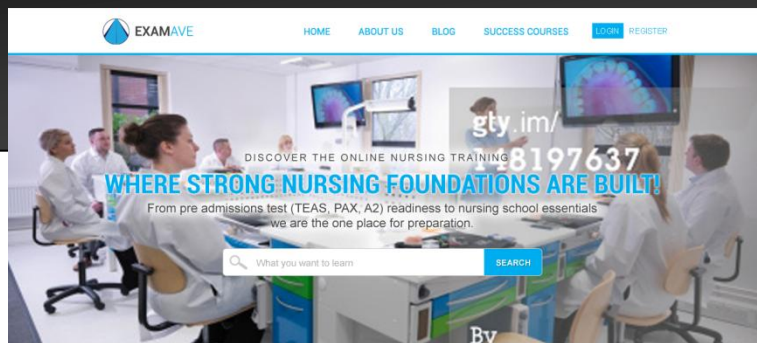 EXAMAVE
HOME ABOUT US BLOG SUCCESS COURSES LOGIN REGISTER
gty.im/
148197637
DISCOVER THE ONLINE NURSING TRAINING
WHERE STRONG NURSING FOUNDATIONS ARE BUILT!
From pre admissions test (TEAS, PAX, A2) readiness to nursing school essentials
we are the one place for preparation.
What you want to learn SEARCH
By